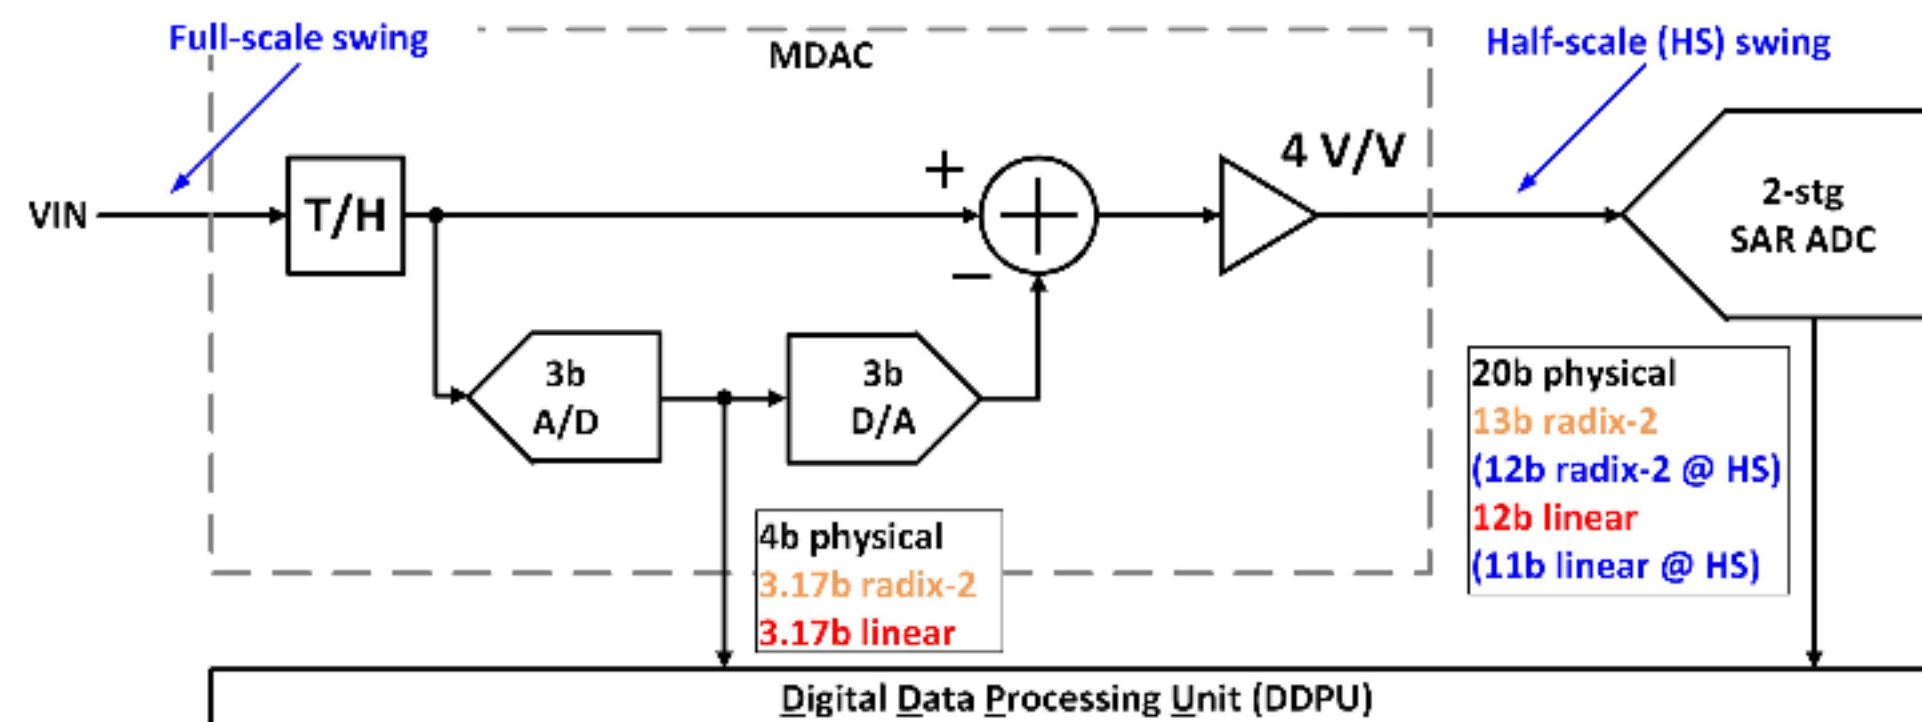 Full-scale swing
MDAC
Half-scale (HS) swing
+
4 V/V
VIN
T/H
2-stg
SAR ADC
−
3b
A/D
3b
D/A
20b physical
13b radix-2
(12b radix-2 @ HS)
12b linear
(11b linear @ HS)
4b physical
3.17b radix-2
3.17b linear
Digital Data Processing Unit (DDPU)